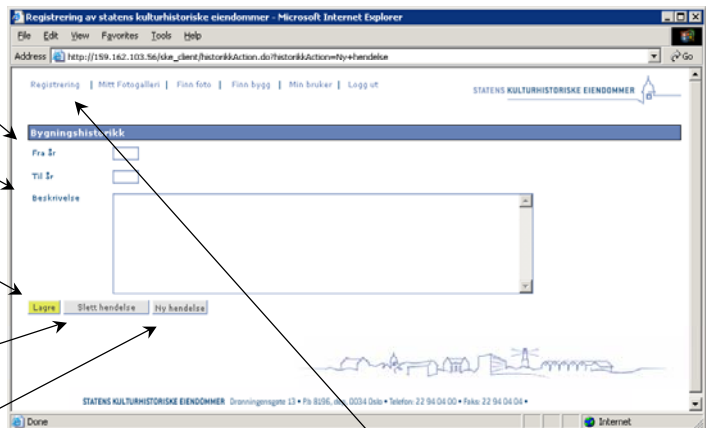 Registrering av statens kulturhistoriske eiendommer - Microsoft Internet Explorer
File Edit View Favorites Tools Help
Address http://159.162.103.56/ske_client/historikkAction.do?historikkAction=Ny+hendelse Go
Registrering | Mitt Fotogalleri | Finn foto | Finn bygg | Min bruker | Logg ut
STATENS KULTURHISTORISKE EIENDOMMER
Bygningshistorikk
Fra år
Til år
Beskrivelse
Lagre Slett hendelse Ny hendelse
STATENS KULTURHISTORISKE EIENDOMMER Dronningensgate 13 • Pb 8196, dep, 0034 Oslo • Telefon: 22 94 04 00 • Faks: 22 94 04 04 •
Done Internet